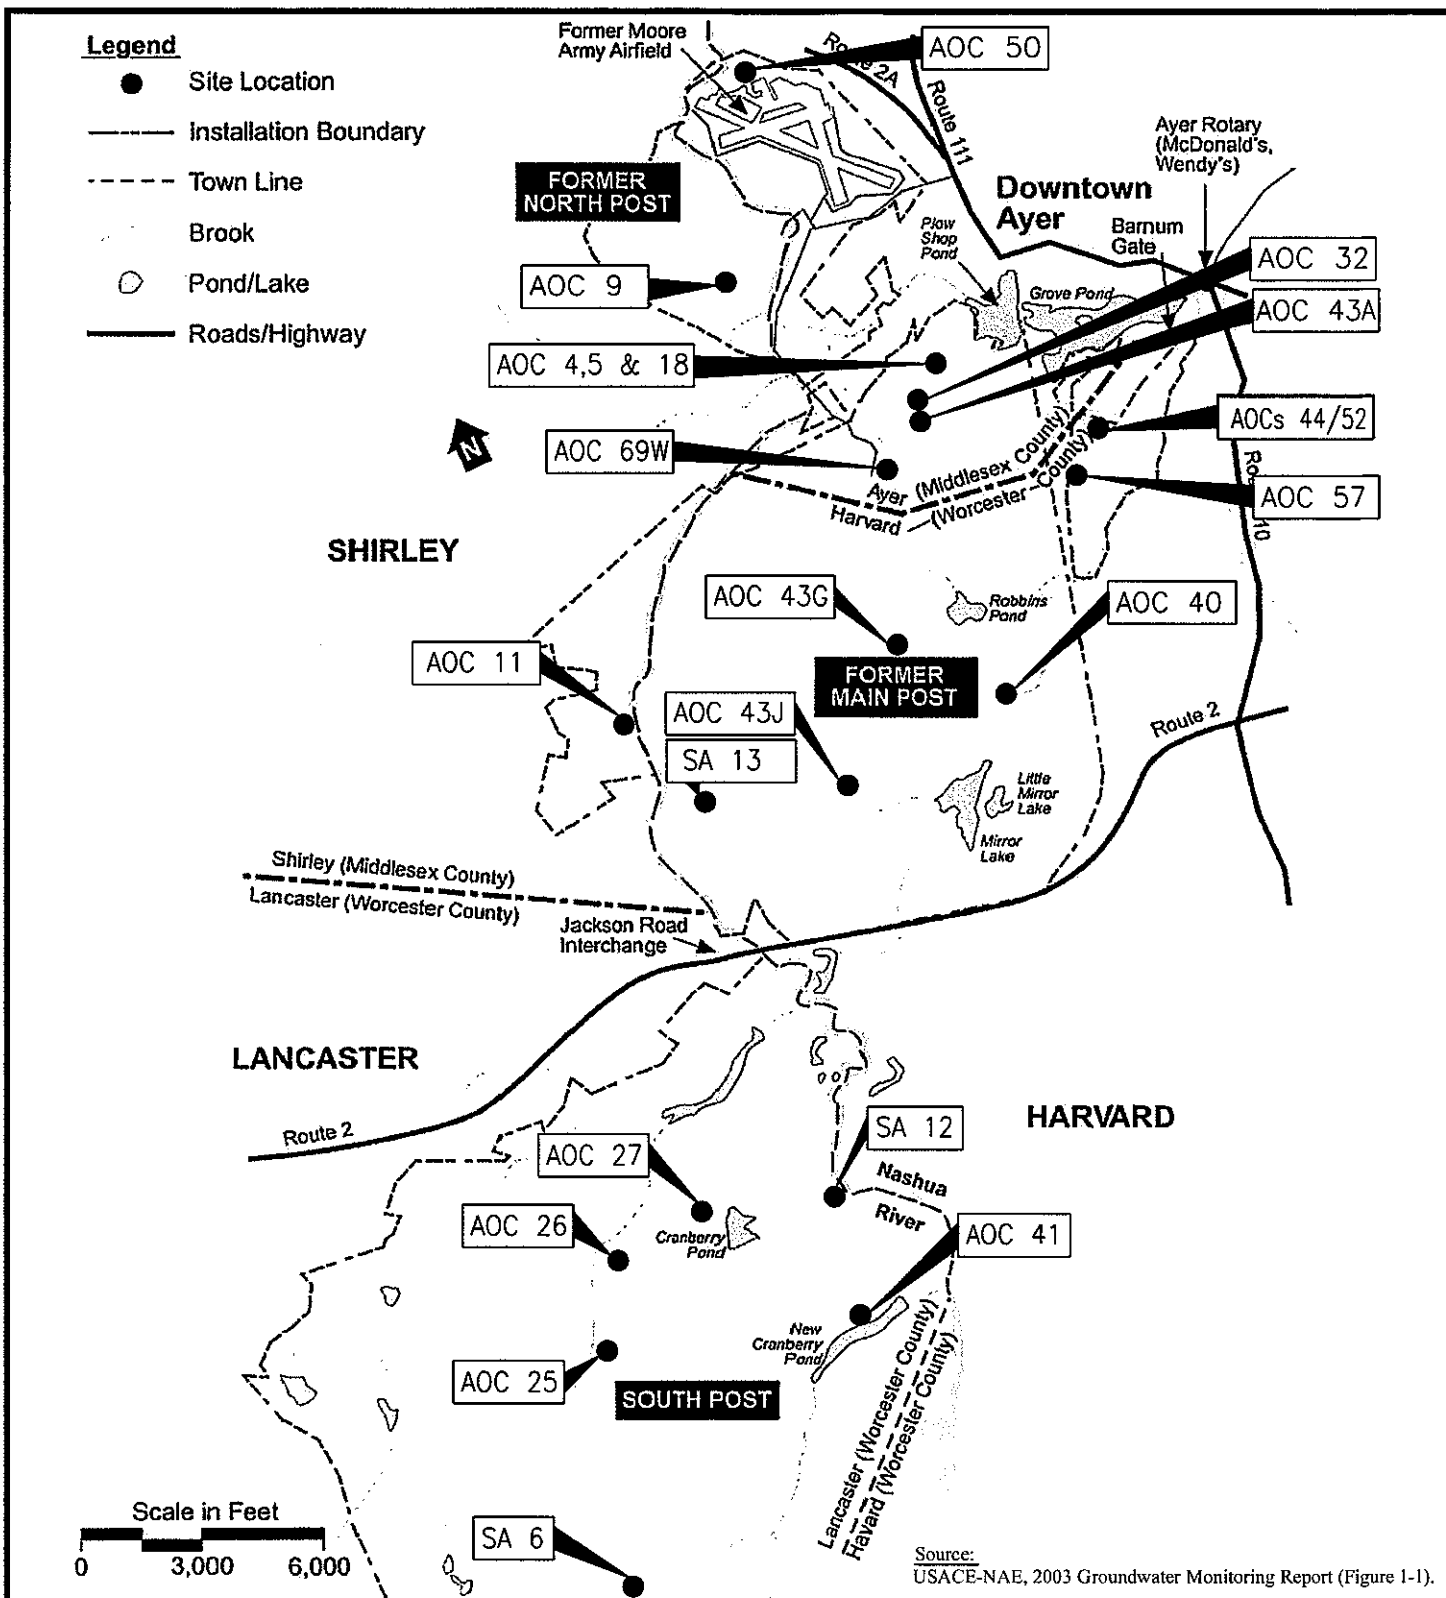 Legend
Site Location
Installation Boundary
Town Line
Brook
Pond/Lake
Roads/Highway
Former Moore
Army Airfield
AOC 50
Route 2A
Route 111
Ayer Rotary
(McDonald's,
Wendy's)
FORMER
NORTH POST
Downtown
Ayer
Plow
Shop
Pond
Barnum
Gate
AOC 32
AOC 9
Grove Pond
AOC 43A
AOC 4,5 & 18
N
AOCs 44/52
AOC 69W
Ayer (Middlesex County)
Harvard (Worcester County)
AOC 57
10
SHIRLEY
AOC 43G
Robbins
Pond
AOC 40
AOC 11
FORMER
MAIN POST
AOC 43J
SA 13
Route 2
Little
Mirror
Lake
Mirror
Lake
Shirley (Middlesex County)
Lancaster (Worcester County)
Jackson Road
Interchange
LANCASTER
HARVARD
Route 2
SA 12
AOC 27
Nashua
River
AOC 26
Cranberry
Pond
AOC 41
New
Cranberry
Pond
AOC 25
SOUTH POST
Lancaster (Worcester County)
Havard (Worcester County)
Scale in Feet
0 3,000 6,000
SA 6
Source:
USACE-NAE, 2003 Groundwater Monitoring Report (Figure 1-1).